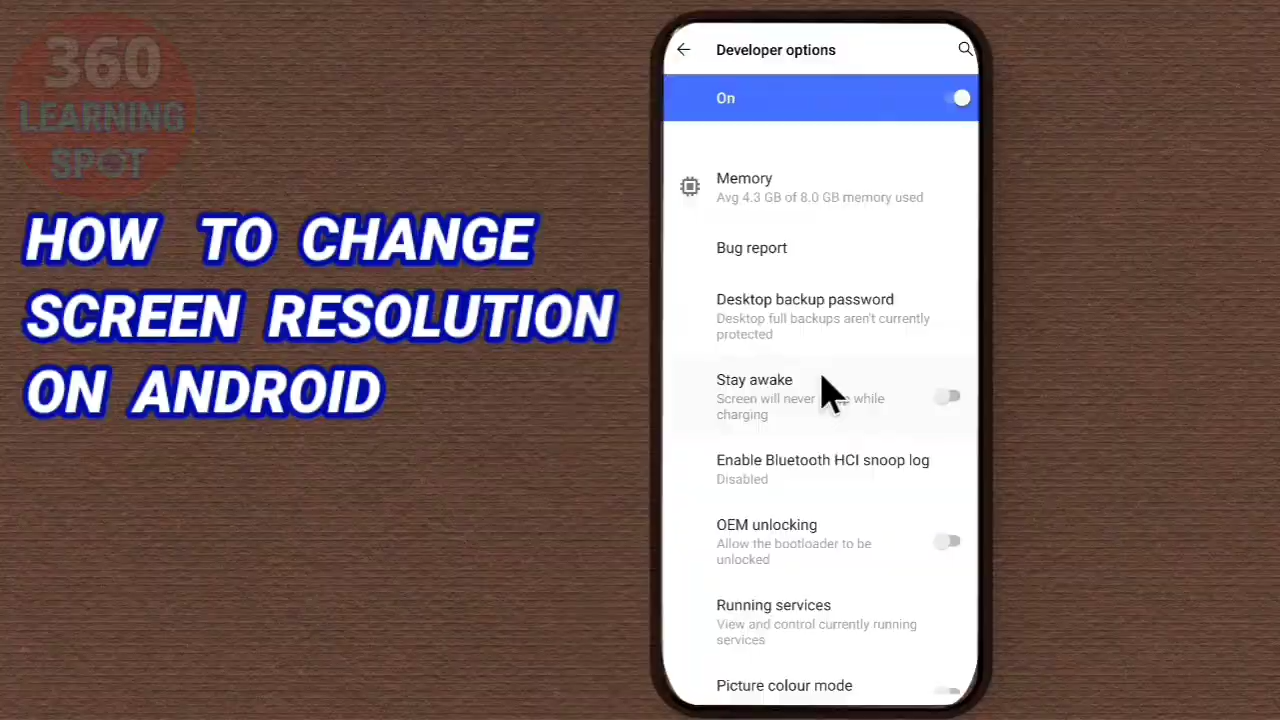 360
LEARNING
SPOT
HOW TO CHANGE
SCREEN RESOLUTION
ON ANDROID
Developer options
On
Memory
Avg 4.3 GB of 8.0 GB memory used
Bug report
Desktop backup password
Desktop full backups aren't currently
protected
Stay awake
Screen will never while
charging
Enable Bluetooth HCI snoop log
Disabled
OEM unlocking
Allow the bootloader to be
unlocked
Running services
View and control currently running
services
Picture colour mode